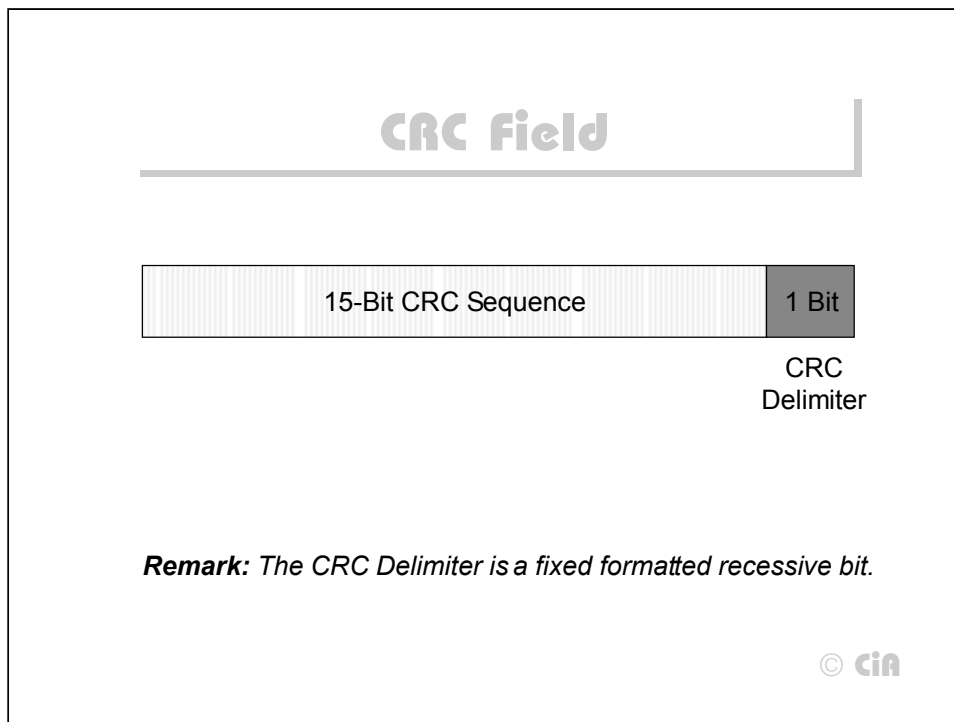 CRC Field
15-Bit CRC Sequence
1 Bit
CRC
Delimiter
Remark: The CRC Delimiter is a fixed formatted recessive bit.
© CiA